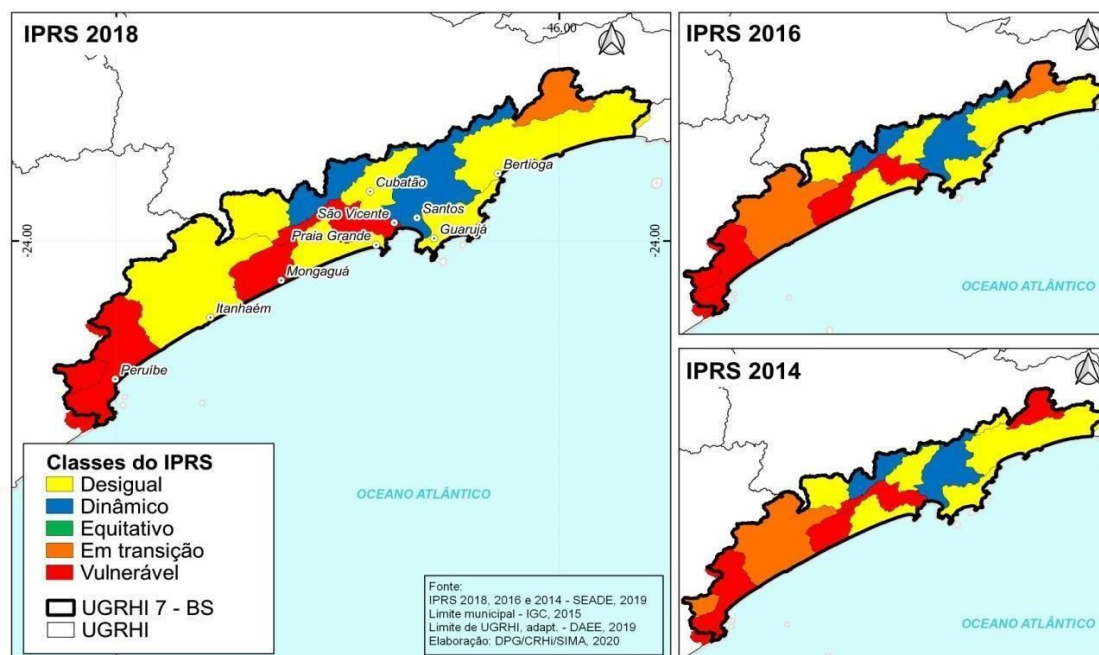 IPRS 2018
-46.00
-24.00
-24.00
Bertioga
Cubatão
São Vicente
Santos
Praia Grande
Guarujá
Mongaguá
Itanhaém
Peruíbe
OCEANO ATLÂNTICO
Classes do IPRS
Desigual
Dinâmico
Equitativo
Em transição
Vulnerável
UGRHI 7 - BS
UGRHI
Fonte:
IPRS 2018, 2016 e 2014 - SEADE, 2019
Limite municipal - IGC, 2015
Limite de UGRHI, adapt. - DAEE, 2019
Elaboração: DPG/CRHi/SIMA, 2020
IPRS 2016
OCEANO ATLÂNTICO
IPRS 2014
OCEANO ATLÂNTICO